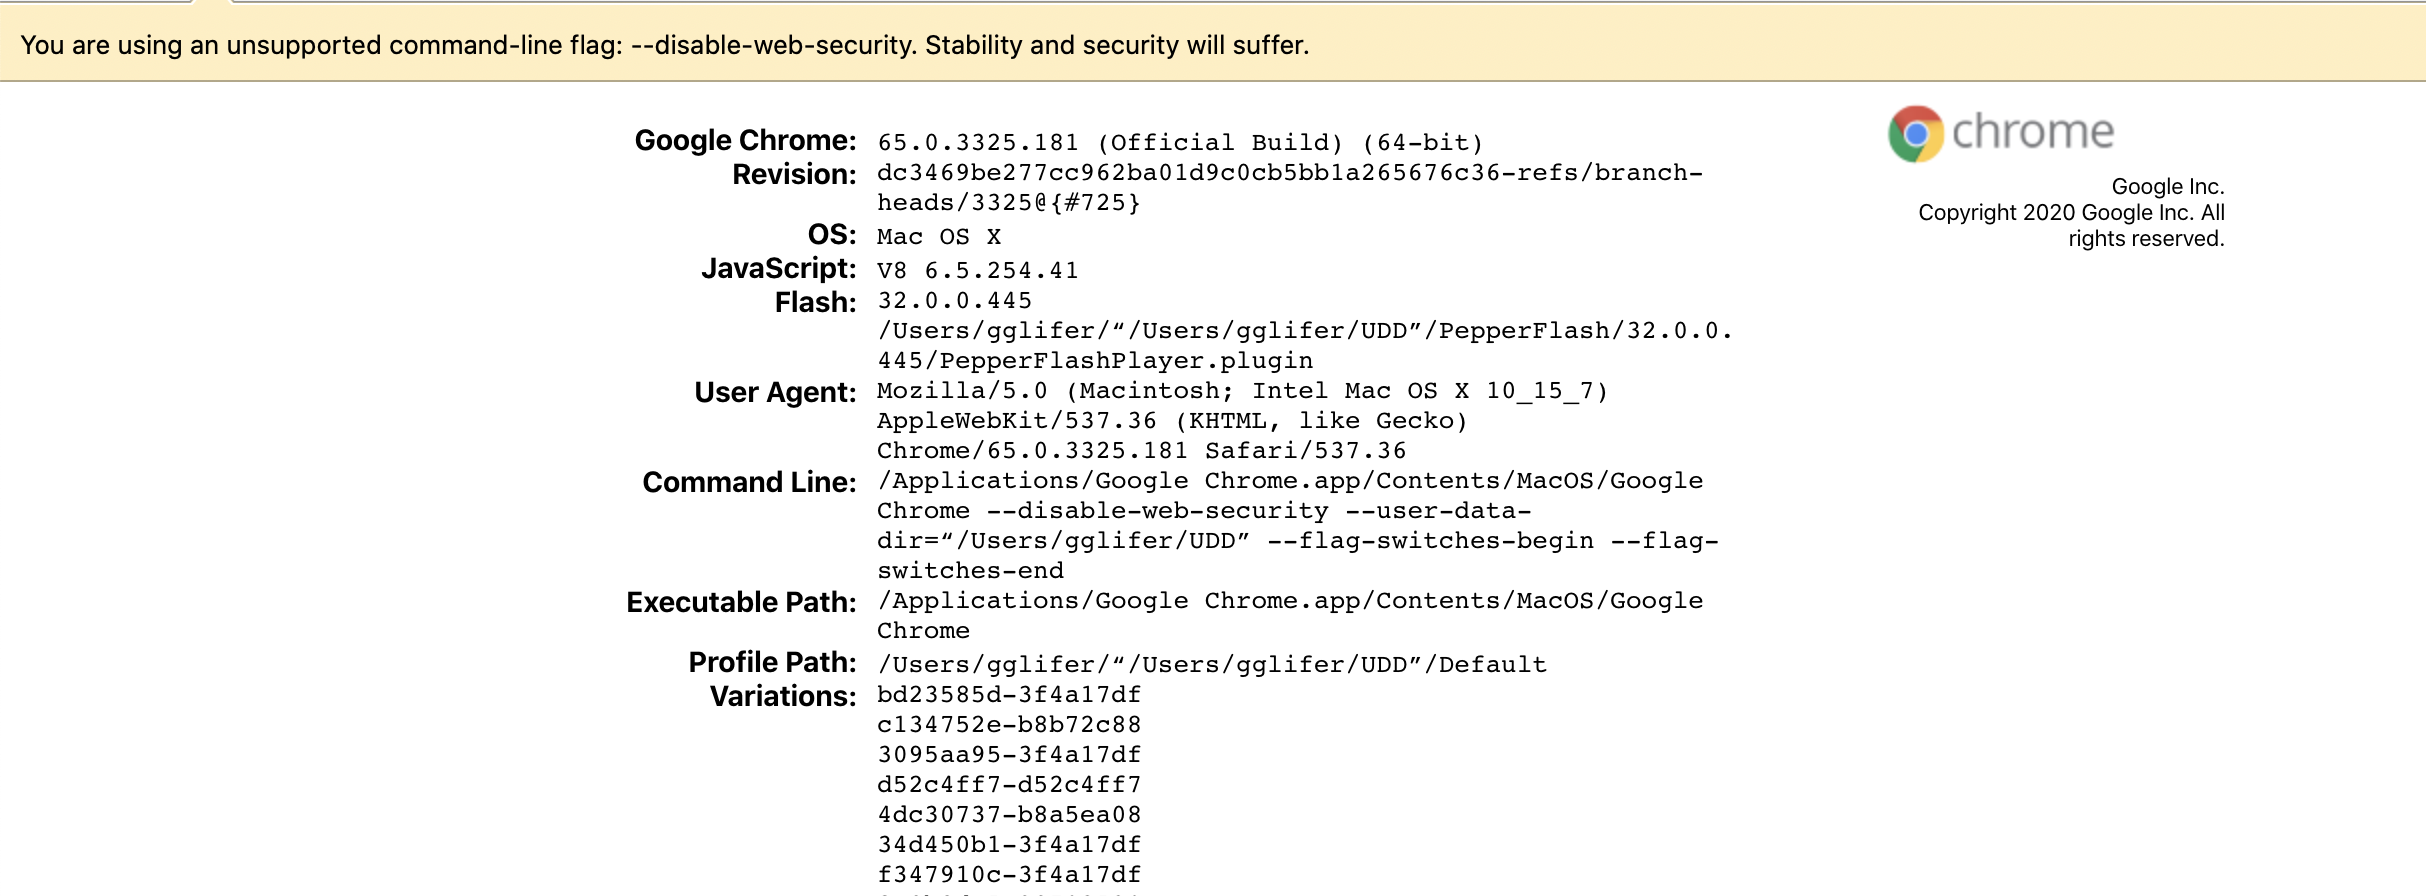 You are using an unsupported command-line flag: --disable-web-security. Stability and security will suffer.
chrome
Google Inc.
Copyright 2020 Google Inc. All
rights reserved.
Google Chrome: 65.0.3325.181 (Official Build) (64-bit)
Revision: dc3469be277cc962ba01d9c0cb5bb1a265676c36-refs/branch-
heads/3325@{#725}
OS: Mac OS X
JavaScript: V8 6.5.254.41
Flash: 32.0.0.445
/Users/gglifer/“/Users/gglifer/UDD”/PepperFlash/32.0.0.
445/PepperFlashPlayer.plugin
User Agent: Mozilla/5.0 (Macintosh; Intel Mac OS X 10_15_7)
AppleWebKit/537.36 (KHTML, like Gecko)
Chrome/65.0.3325.181 Safari/537.36
Command Line: /Applications/Google Chrome.app/Contents/MacOS/Google
Chrome --disable-web-security --user-data-
dir=“/Users/gglifer/UDD” --flag-switches-begin --flag-
switches-end
Executable Path: /Applications/Google Chrome.app/Contents/MacOS/Google
Chrome
Profile Path: /Users/gglifer/“/Users/gglifer/UDD”/Default
Variations: bd23585d-3f4a17df
c134752e-b8b72c88
3095aa95-3f4a17df
d52c4ff7-d52c4ff7
4dc30737-b8a5ea08
34d450b1-3f4a17df
f347910c-3f4a17df